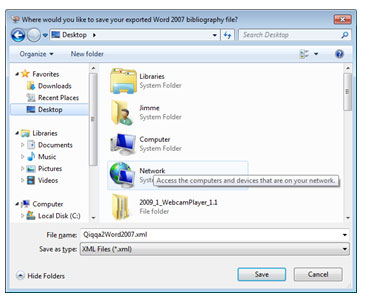 Where would you like to save your exported Word 2007 bibliography file?
Desktop
Search Desktop
Organize
New folder
Favorites
Downloads
Recent Places
Desktop
Libraries
Documents
Music
Pictures
Videos
Computer
Local Disk (C:)
Libraries
System Folder
Jimme
System Folder
Computer
System Folder
Network
Access the computers and devices that are on your network.
2009_1_WebcamPlayer_1.1
File folder
File name: Qiqqa2Word2007.xml
Save as type: XML Files (*.xml)
Hide Folders
Save
Cancel